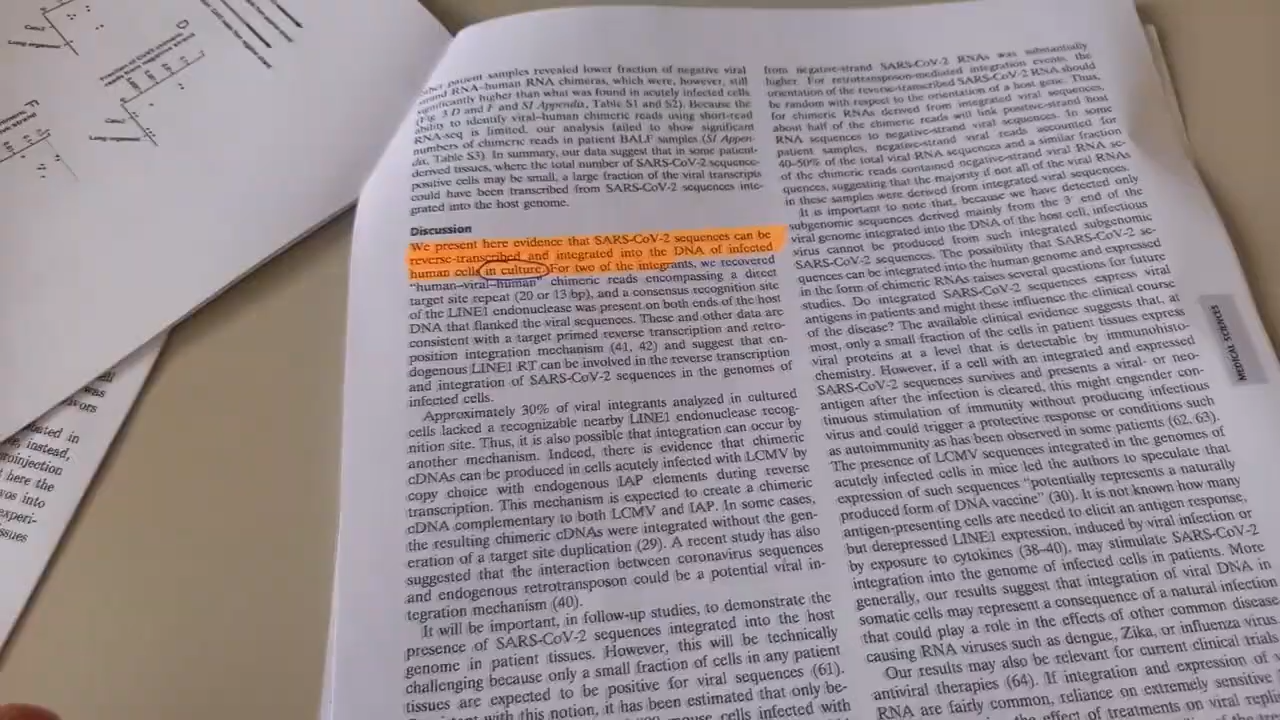 patient samples revealed lower fraction of negative viral
strand RNA–human RNA chimeras, which were, however, still
significantly higher than what was found in acutely infected cells
(Fig. 3 D and F and SI Appendix, Table S1 and S2). Because the
ability to identify viral–human chimeric reads using short-read
RNA-seq is limited, our analysis failed to show significant
numbers of chimeric reads in patient BALF samples (SI Appen-
dix, Table S3). In summary, our data suggest that in some patient-
derived tissues, where the total number of SARS-CoV-2 sequence-
positive cells may be small, a large fraction of the viral transcripts
could have been transcribed from SARS-CoV-2 sequences inte-
grated into the host genome.
Discussion
We present here evidence that SARS-CoV-2 sequences can be
reverse-transcribed and integrated into the DNA of infected
human cells in culture. For two of the integrants, we recovered
“human–viral–human” chimeric reads encompassing a direct
target site repeat (20 or 13 bp), and a consensus recognition site
of the LINE1 endonuclease was present on both ends of the host
DNA that flanked the viral sequences. These and other data are
consistent with a target primed reverse transcription and retro-
position integration mechanism (41, 42) and suggest that en-
dogenous LINE1 RT can be involved in the reverse transcription
and integration of SARS-CoV-2 sequences in the genomes of
infected cells.
Approximately 30% of viral integrants analyzed in cultured
cells lacked a recognizable nearby LINE1 endonuclease recog-
nition site. Thus, it is also possible that integration can occur by
another mechanism. Indeed, there is evidence that chimeric
cDNAs can be produced in cells acutely infected with LCMV by
copy choice with endogenous IAP elements during reverse
transcription. This mechanism is expected to create a chimeric
cDNA complementary to both LCMV and IAP. In some cases,
the resulting chimeric cDNAs were integrated without the gen-
eration of a target site duplication (29). A recent study has also
suggested that the interaction between coronavirus sequences
and endogenous retrotransposon could be a potential viral in-
tegration mechanism (40).
It will be important, in follow-up studies, to demonstrate the
presence of SARS-CoV-2 sequences integrated into the host
genome in patient tissues. However, this will be technically
challenging because only a small fraction of cells in any patient
tissues are expected to be positive for viral sequences (61).
with this notion, it has been estimated that only be-
mouse cells infected with
from negative-strand SARS-CoV-2 RNAs was substantially
higher. For retrotransposon-mediated integration events, the
orientation of the reverse-transcribed SARS-CoV-2 RNA should
be random with respect to the orientation of a host gene. Thus,
for chimeric RNAs derived from integrated viral sequences,
about half of the chimeric reads will link positive-strand host
RNA sequences to negative-strand viral sequences. In some
patient samples, negative-strand viral reads accounted for
40–50% of the total viral RNA sequences and a similar fraction
of the chimeric reads contained negative-strand viral RNA se-
quences, suggesting that the majority if not all of the viral RNAs
in these samples were derived from integrated viral sequences.
It is important to note that, because we have detected only
subgenomic sequences derived mainly from the 3′ end of the
viral genome integrated into the DNA of the host cell, infectious
virus cannot be produced from such integrated subgenomic
SARS-CoV-2 sequences. The possibility that SARS-CoV-2 se-
quences can be integrated into the human genome and expressed
in the form of chimeric RNAs raises several questions for future
studies. Do integrated SARS-CoV-2 sequences express viral
antigens in patients and might these influence the clinical course
of the disease? The available clinical evidence suggests that, at
most, only a small fraction of the cells in patient tissues express
viral proteins at a level that is detectable by immunohisto-
chemistry. However, if a cell with an integrated and expressed
SARS-CoV-2 sequences survives and presents a viral- or neo-
antigen after the infection is cleared, this might engender con-
tinuous stimulation of immunity without producing infectious
virus and could trigger a protective response or conditions such
as autoimmunity as has been observed in some patients (62, 63).
The presence of LCMV sequences integrated in the genomes of
acutely infected cells in mice led the authors to speculate that
expression of such sequences “potentially represents a naturally
produced form of DNA vaccine” (30). It is not known how many
antigen-presenting cells are needed to elicit an antigen response,
but derepressed LINE1 expression, induced by viral infection or
by exposure to cytokines (38–40), may stimulate SARS-CoV-2
integration into the genome of infected cells in patients. More
generally, our results suggest that integration of viral DNA in
somatic cells may represent a consequence of a natural infection
that could play a role in the effects of other common disease
causing RNA viruses such as dengue, Zika, or influenza virus
Our results may also be relevant for current clinical trials
antiviral therapies (64). If integration and expression of
RNA are fairly common, reliance on extremely sensitive
effect of treatments on viral
MEDICAL SCIENCES
was
in
instead,
here the
into